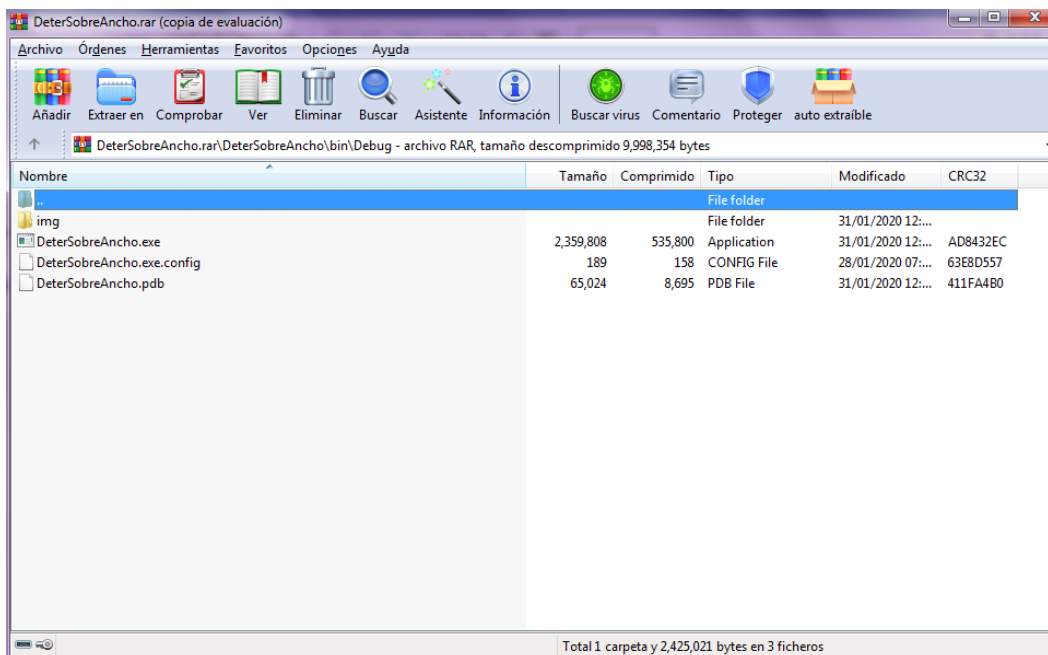 DeterSobreAncho.rar (copia de evaluación)
Archivo Órdenes Herramientas Favoritos Opciones Ayuda
Añadir Extraer en Comprobar Ver Eliminar Buscar Asistente Información Buscar virus Comentario Proteger auto extraíble
DeterSobreAncho.rar\DeterSobreAncho\bin\Debug - archivo RAR, tamaño descomprimido 9,998,354 bytes
Nombre Tamaño Comprimido Tipo Modificado CRC32
.. File folder
img File folder 31/01/2020 12:...
DeterSobreAncho.exe 2,359,808 535,800 Application 31/01/2020 12:... AD8432EC
DeterSobreAncho.exe.config 189 158 CONFIG File 28/01/2020 07:... 63E8D557
DeterSobreAncho.pdb 65,024 8,695 PDB File 31/01/2020 12:... 411FA4B0
Total 1 carpeta y 2,425,021 bytes en 3 ficheros